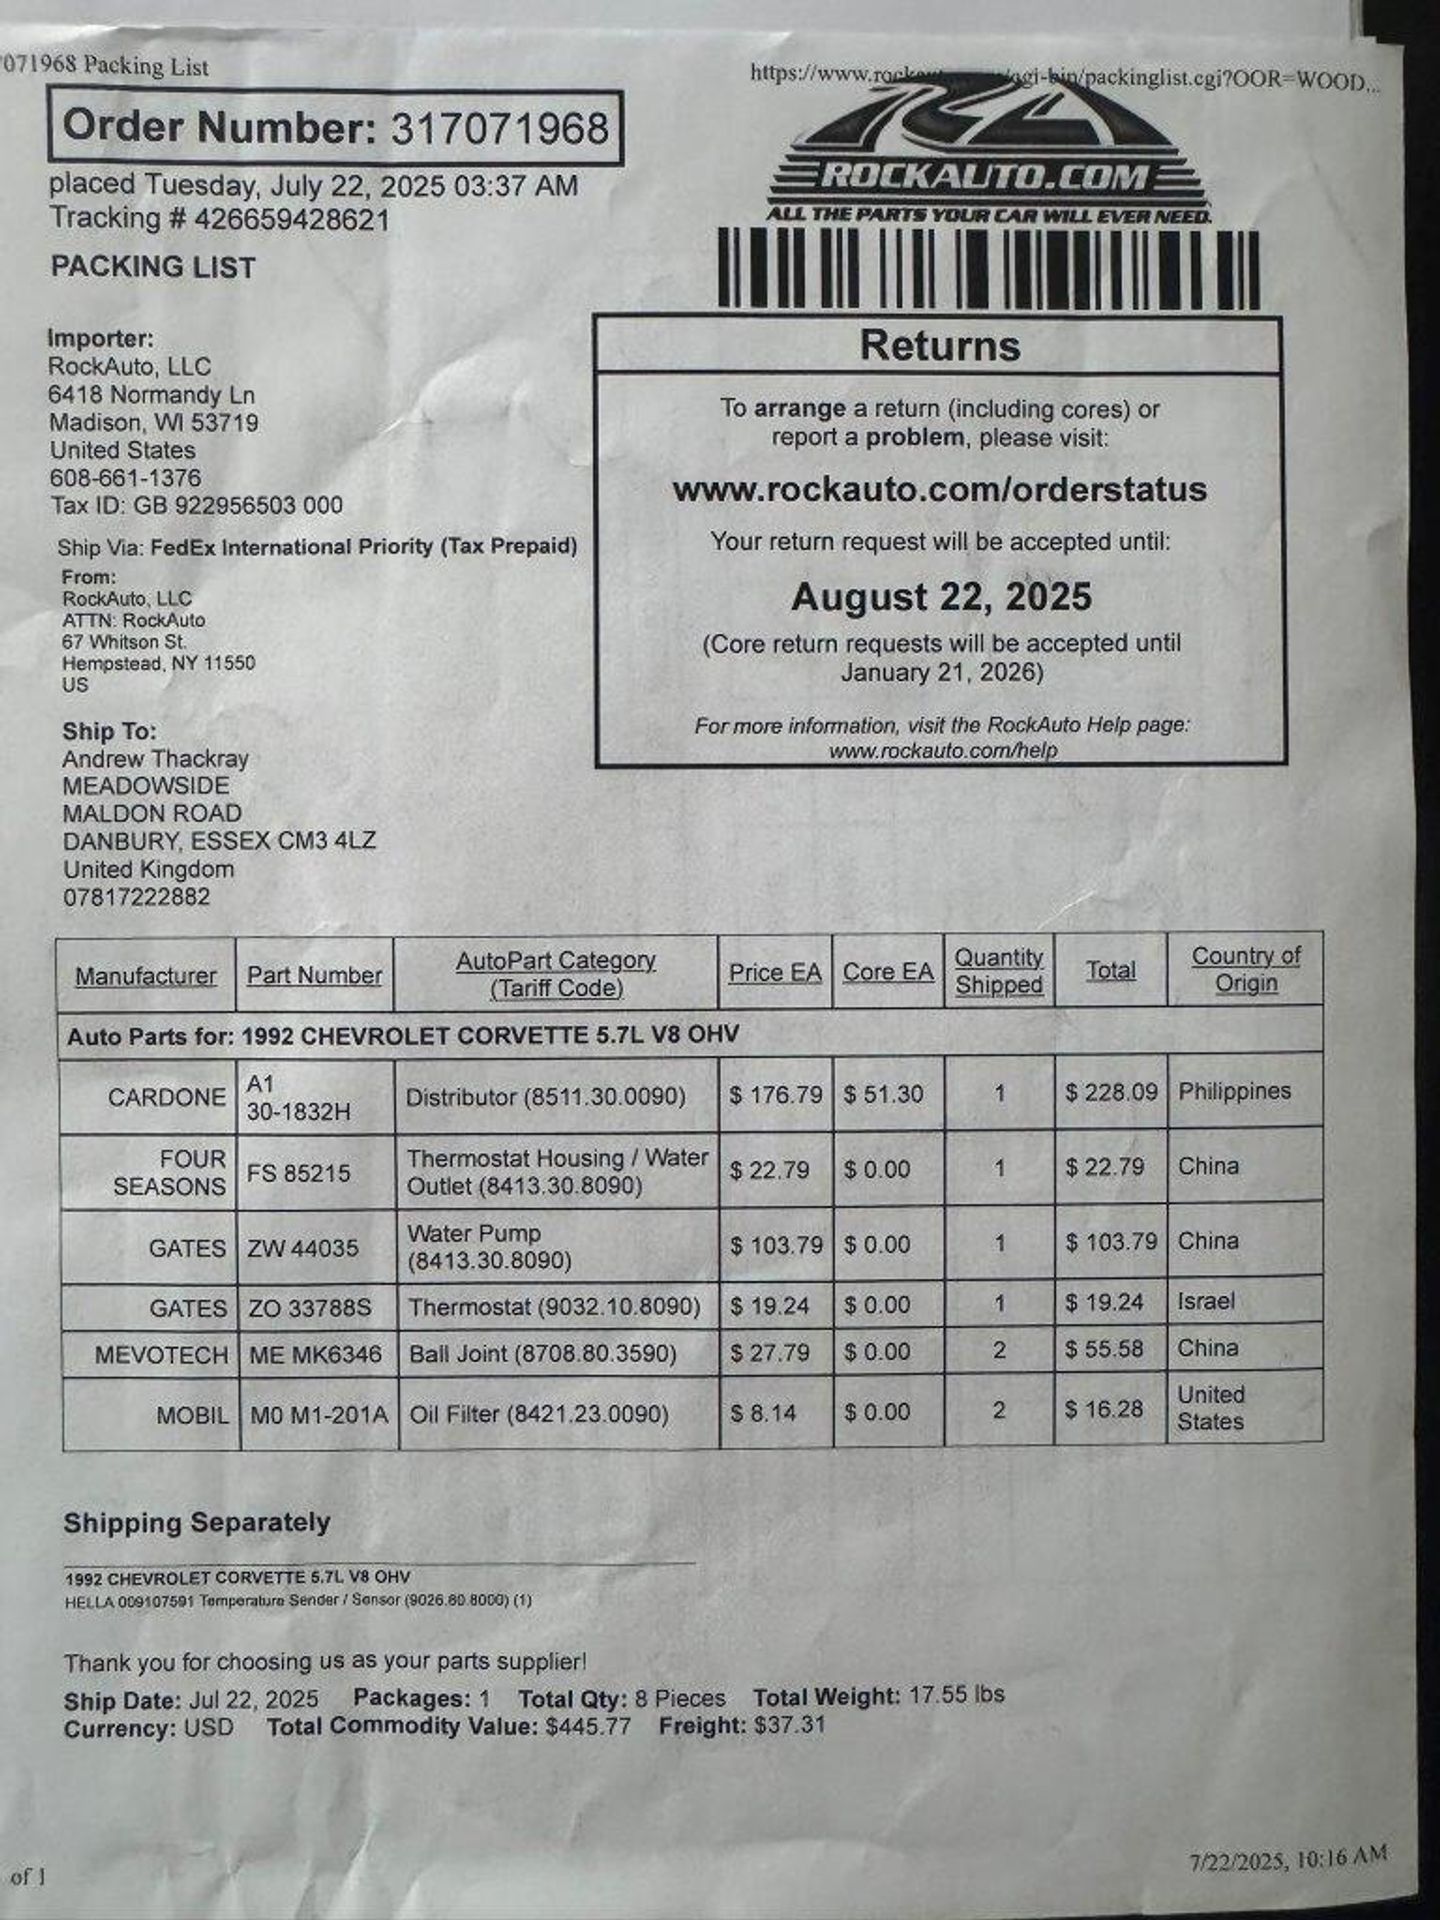 071968 Packing List
https://www.rockauto.com/cgi-bin/packinglist.cgi?OOR=WOOD...
Order Number: 317071968
placed Tuesday, July 22, 2025 03:37 AM
Tracking # 426659428621
PACKING LIST
RA
ROCKAUTO.COM
ALL THE PARTS YOUR CAR WILL EVER NEED.
Importer:
RockAuto, LLC
6418 Normandy Ln
Madison, WI 53719
United States
608-661-1376
Tax ID: GB 922956503 000
Ship Via: FedEx International Priority (Tax Prepaid)
From:
RockAuto, LLC
ATTN: RockAuto
67 Whitson St.
Hempstead, NY 11550
US
Ship To:
Andrew Thackray
MEADOWSIDE
MALDON ROAD
DANBURY, ESSEX CM3 4LZ
United Kingdom
07817222882
Returns
To arrange a return (including cores) or
report a problem, please visit:
www.rockauto.com/orderstatus
Your return request will be accepted until:
August 22, 2025
(Core return requests will be accepted until
January 21, 2026)
For more information, visit the RockAuto Help page:
www.rockauto.com/help
Manufacturer Part Number AutoPart Category (Tariff Code) Price EA Core EA Quantity Shipped Total Country of Origin
Auto Parts for: 1992 CHEVROLET CORVETTE 5.7L V8 OHV
CARDONE A1 30-1832H Distributor (8511.30.0090) $ 176.79 $ 51.30 1 $ 228.09 Philippines
FOUR SEASONS FS 85215 Thermostat Housing / Water Outlet (8413.30.8090) $ 22.79 $ 0.00 1 $ 22.79 China
GATES ZW 44035 Water Pump (8413.30.8090) $ 103.79 $ 0.00 1 $ 103.79 China
GATES ZO 33788S Thermostat (9032.10.8090) $ 19.24 $ 0.00 1 $ 19.24 Israel
MEVOTECH ME MK6346 Ball Joint (8708.80.3590) $ 27.79 $ 0.00 2 $ 55.58 China
MOBIL M0 M1-201A Oil Filter (8421.23.0090) $ 8.14 $ 0.00 2 $ 16.28 United States
Shipping Separately
1992 CHEVROLET CORVETTE 5.7L V8 OHV
HELLA 009107591 Temperature Sender / Sensor (9026.80.8000) (1)
Thank you for choosing us as your parts supplier!
Ship Date: Jul 22, 2025 Packages: 1 Total Qty: 8 Pieces Total Weight: 17.55 lbs
Currency: USD Total Commodity Value: $445.77 Freight: $37.31
of 1
7/22/2025, 10:16 AM